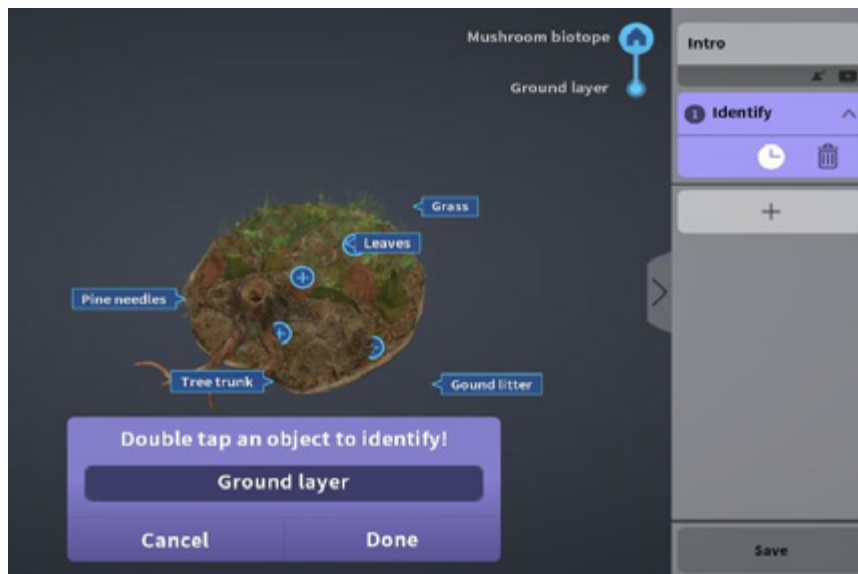 Mushroom biotope
Ground layer
Intro
1 Identify
Grass
Leaves
Pine needles
Tree trunk
Gound litter
Double tap an object to identify!
Ground layer
Cancel
Done
Save